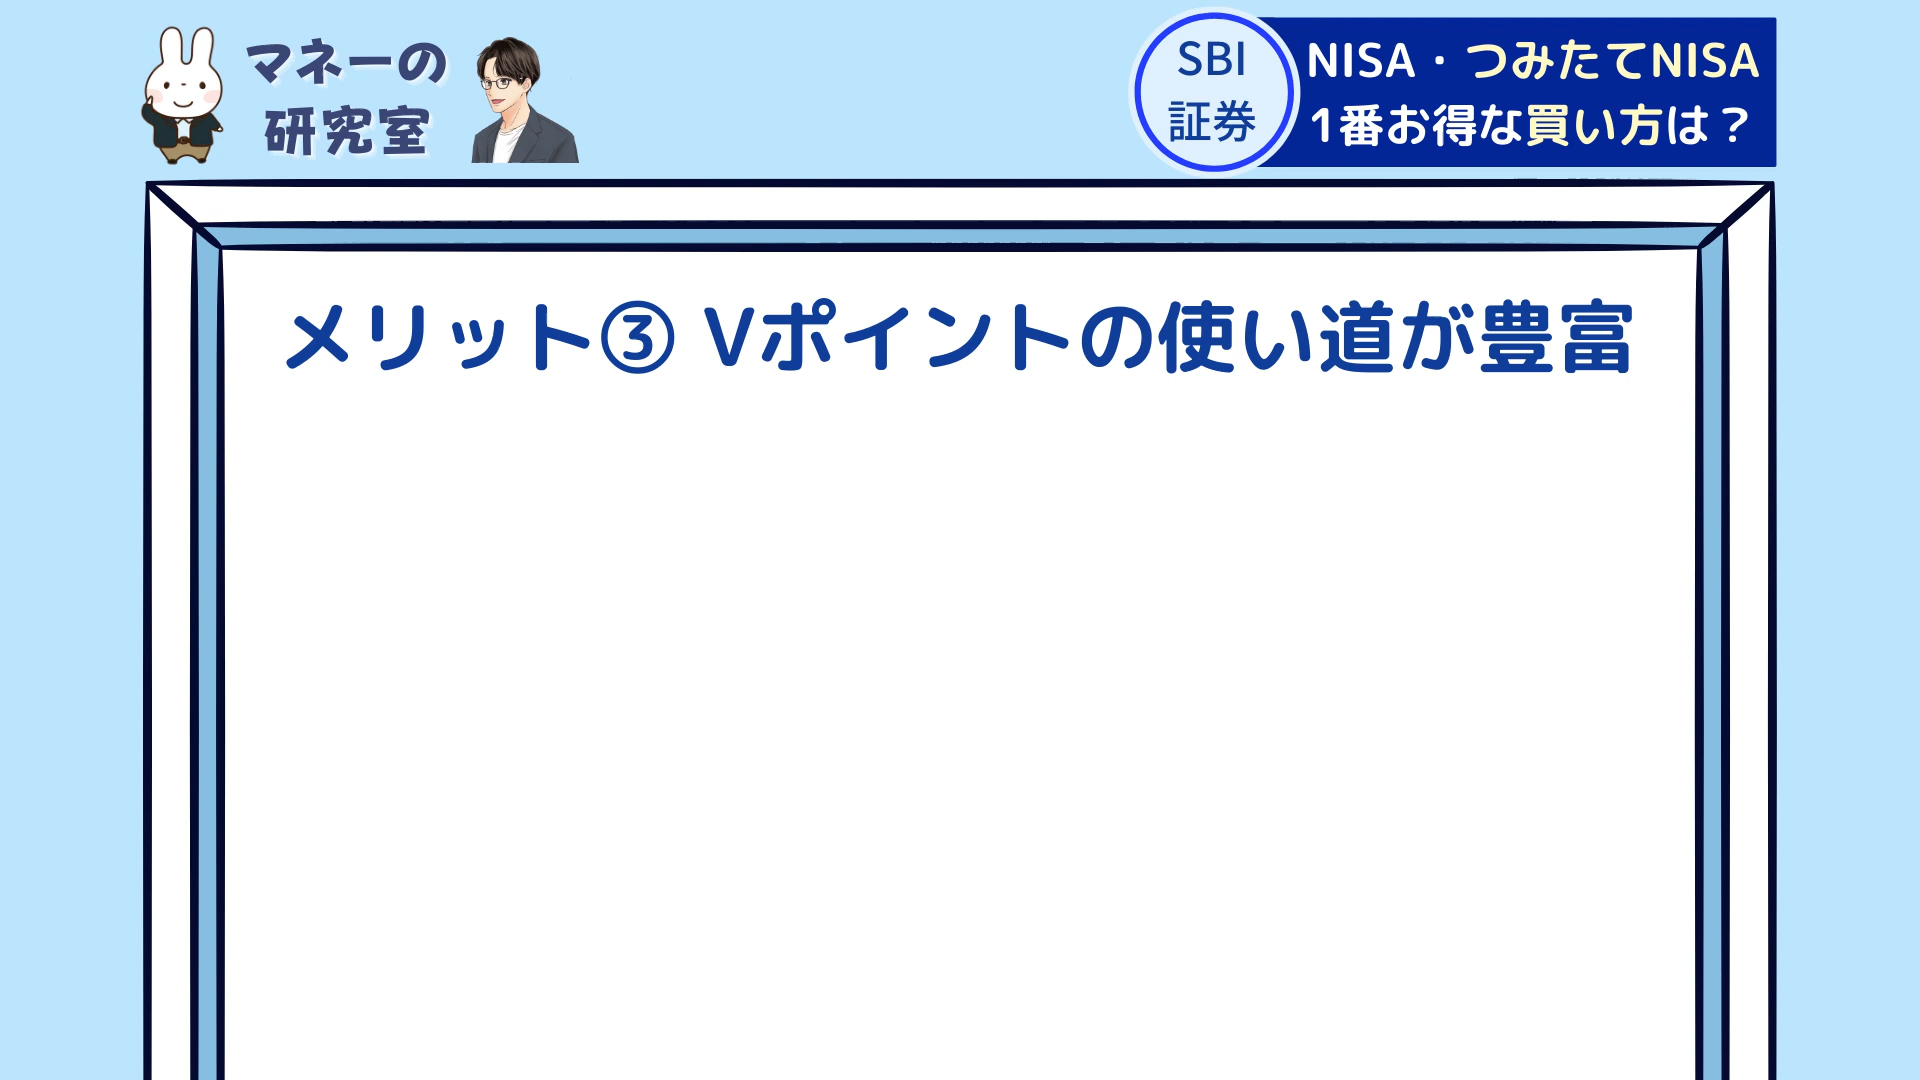 マネーの
研究室
SBI
証券
NISA・つみたてNISA
1番お得な買い方は？
メリット③ Vポイントの使い道が豊富